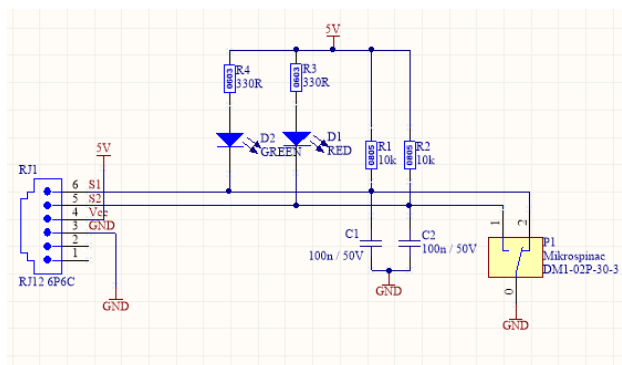 5V
R4
330R
0603
R3
330R
0603
D2
GREEN
D1
RED
R1
10k
0805
R2
10k
0805
5V
RJ1
6 S1
5 S2
4 Vcc
3 GND
2
1
RJ12 6P6C
GND
C1
100n / 50V
C2
100n / 50V
GND
1
2
P1
Mikrospinac
DM1-02P-30-3
0
GND